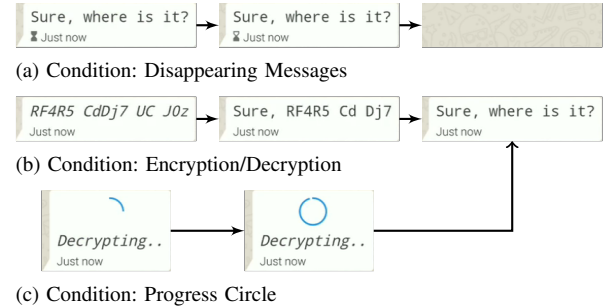 Sure, where is it? Sure, where is it?
Just now Just now
(a) Condition: Disappearing Messages
RF4R5 CdDj7 UC J0z Sure, RF4R5 Cd Dj7 Sure, where is it?
Just now Just now Just now
(b) Condition: Encryption/Decryption
Decrypting.. Decrypting..
Just now Just now
(c) Condition: Progress Circle